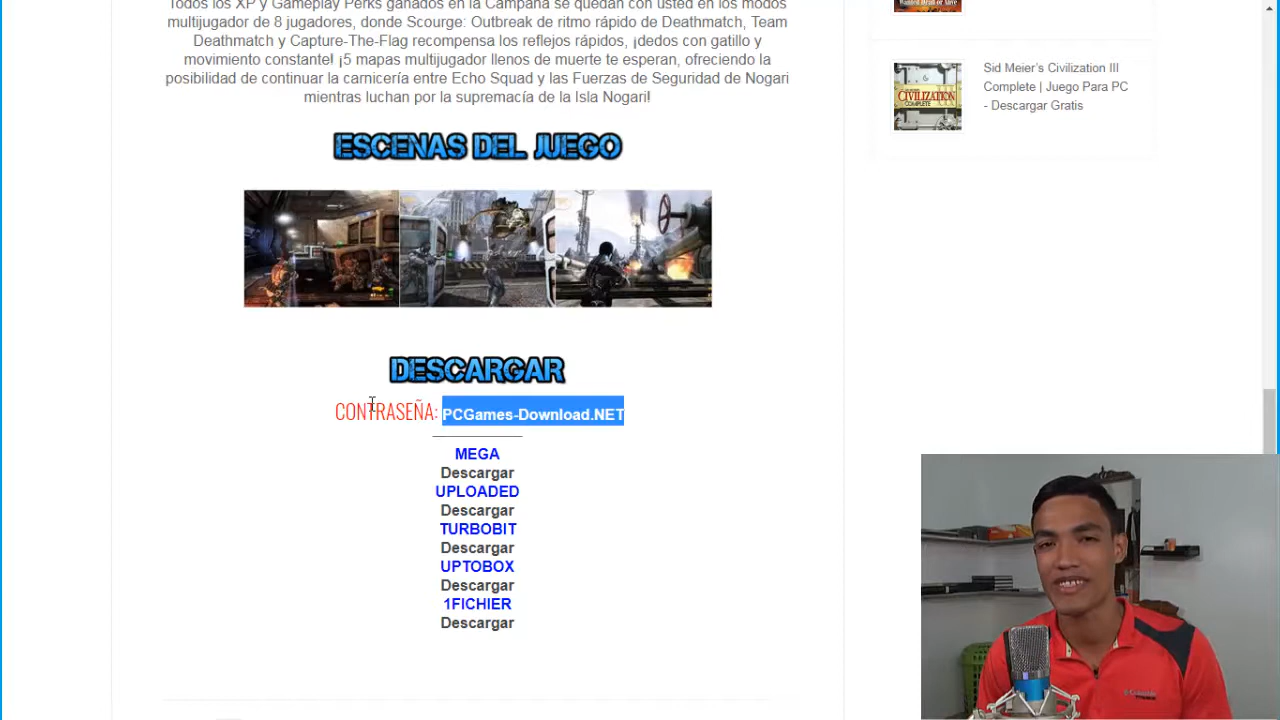 Todos los XP y Gameplay Perks ganados en la Campaña se quedan con usted en los modos
multijugador de 8 jugadores, donde Scourge: Outbreak de ritmo rápido de Deathmatch, Team
Deathmatch y Capture-The-Flag recompensa los reflejos rápidos, ¡dedos con gatillo y
movimiento constante! ¡5 mapas multijugador llenos de muerte te esperan, ofreciendo la
posibilidad de continuar la carnicería entre Echo Squad y las Fuerzas de Seguridad de Nogari
mientras luchan por la supremacía de la Isla Nogari!
ESCENAS DEL JUEGO
DESCARGAR
CONTRASEÑA: PCGames-Download.NET
MEGA
Descargar
UPLOADED
Descargar
TURBOBIT
Descargar
UPTOBOX
Descargar
1FICHIER
Descargar
Sid Meier’s Civilization III
Complete | Juego Para PC
- Descargar Gratis
CIVILIZATION III
COMPLETE
Columbia